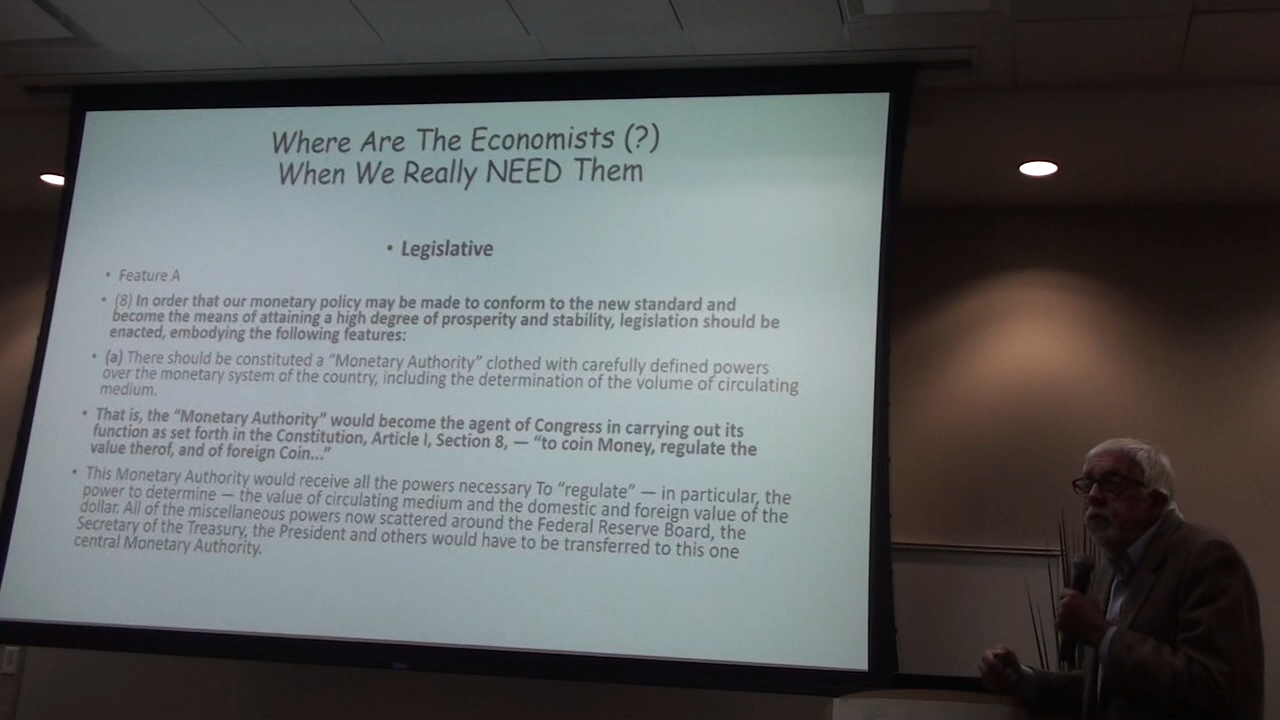 Where Are The Economists (?)
When We Really NEED Them
• Legislative
• Feature A
• (8) In order that our monetary policy may be made to conform to the new standard and
become the means of attaining a high degree of prosperity and stability, legislation should be
enacted, embodying the following features:
• (a) There should be constituted a “Monetary Authority” clothed with carefully defined powers
over the monetary system of the country, including the determination of the volume of circulating
medium.
• That is, the “Monetary Authority” would become the agent of Congress in carrying out its
function as set forth in the Constitution, Article I, Section 8, — “to coin Money, regulate the
value therof, and of foreign Coin...”
• This Monetary Authority would receive all the powers necessary To “regulate” — in particular, the
power to determine — the value of circulating medium and the domestic and foreign value of the
dollar. All of the miscellaneous powers now scattered around the Federal Reserve Board, the
Secretary of the Treasury, the President and others would have to be transferred to this one
central Monetary Authority.